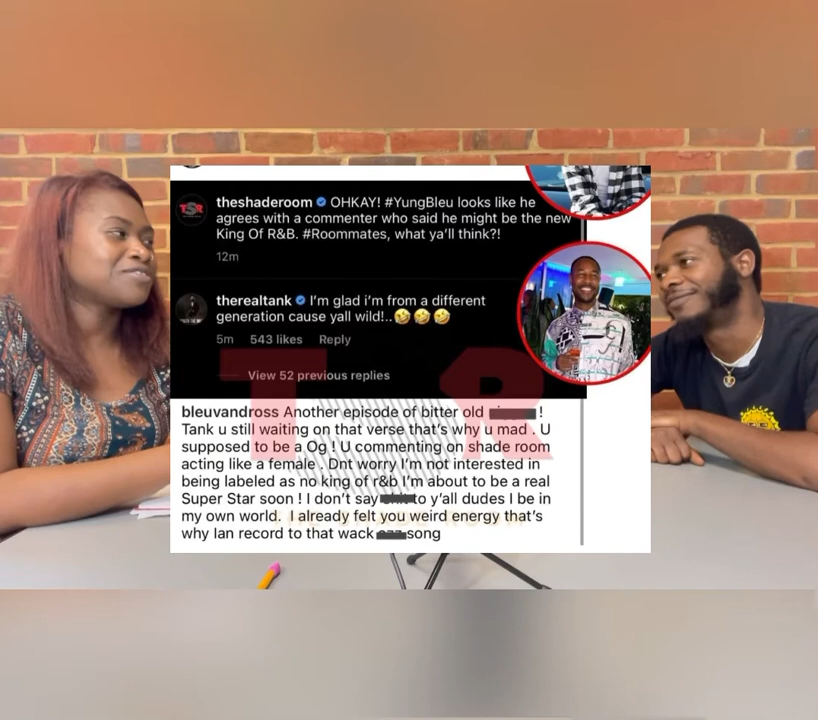 theshaderoom OHKAY! #YungBleu looks like he
agrees with a commenter who said he might be the new
King Of R&B. #Roommates, what ya'll think?!
12m
therealtank I'm glad i'm from a different
generation cause yall wild!..🤣🤣🤣
5m 543 likes Reply
View 52 previous replies
bleuvandross Another episode of bitter old !
Tank u still waiting on that verse that's why u mad . U
supposed to be a Og ! U commenting on shade room
acting like a female . Dnt worry I'm not interested in
being labeled as no king of r&b I'm about to be a real
Super Star soon ! I don't say to y'all dudes I be in
my own world. I already felt you weird energy that's
why Ian record to that wack song
TSR
TSR